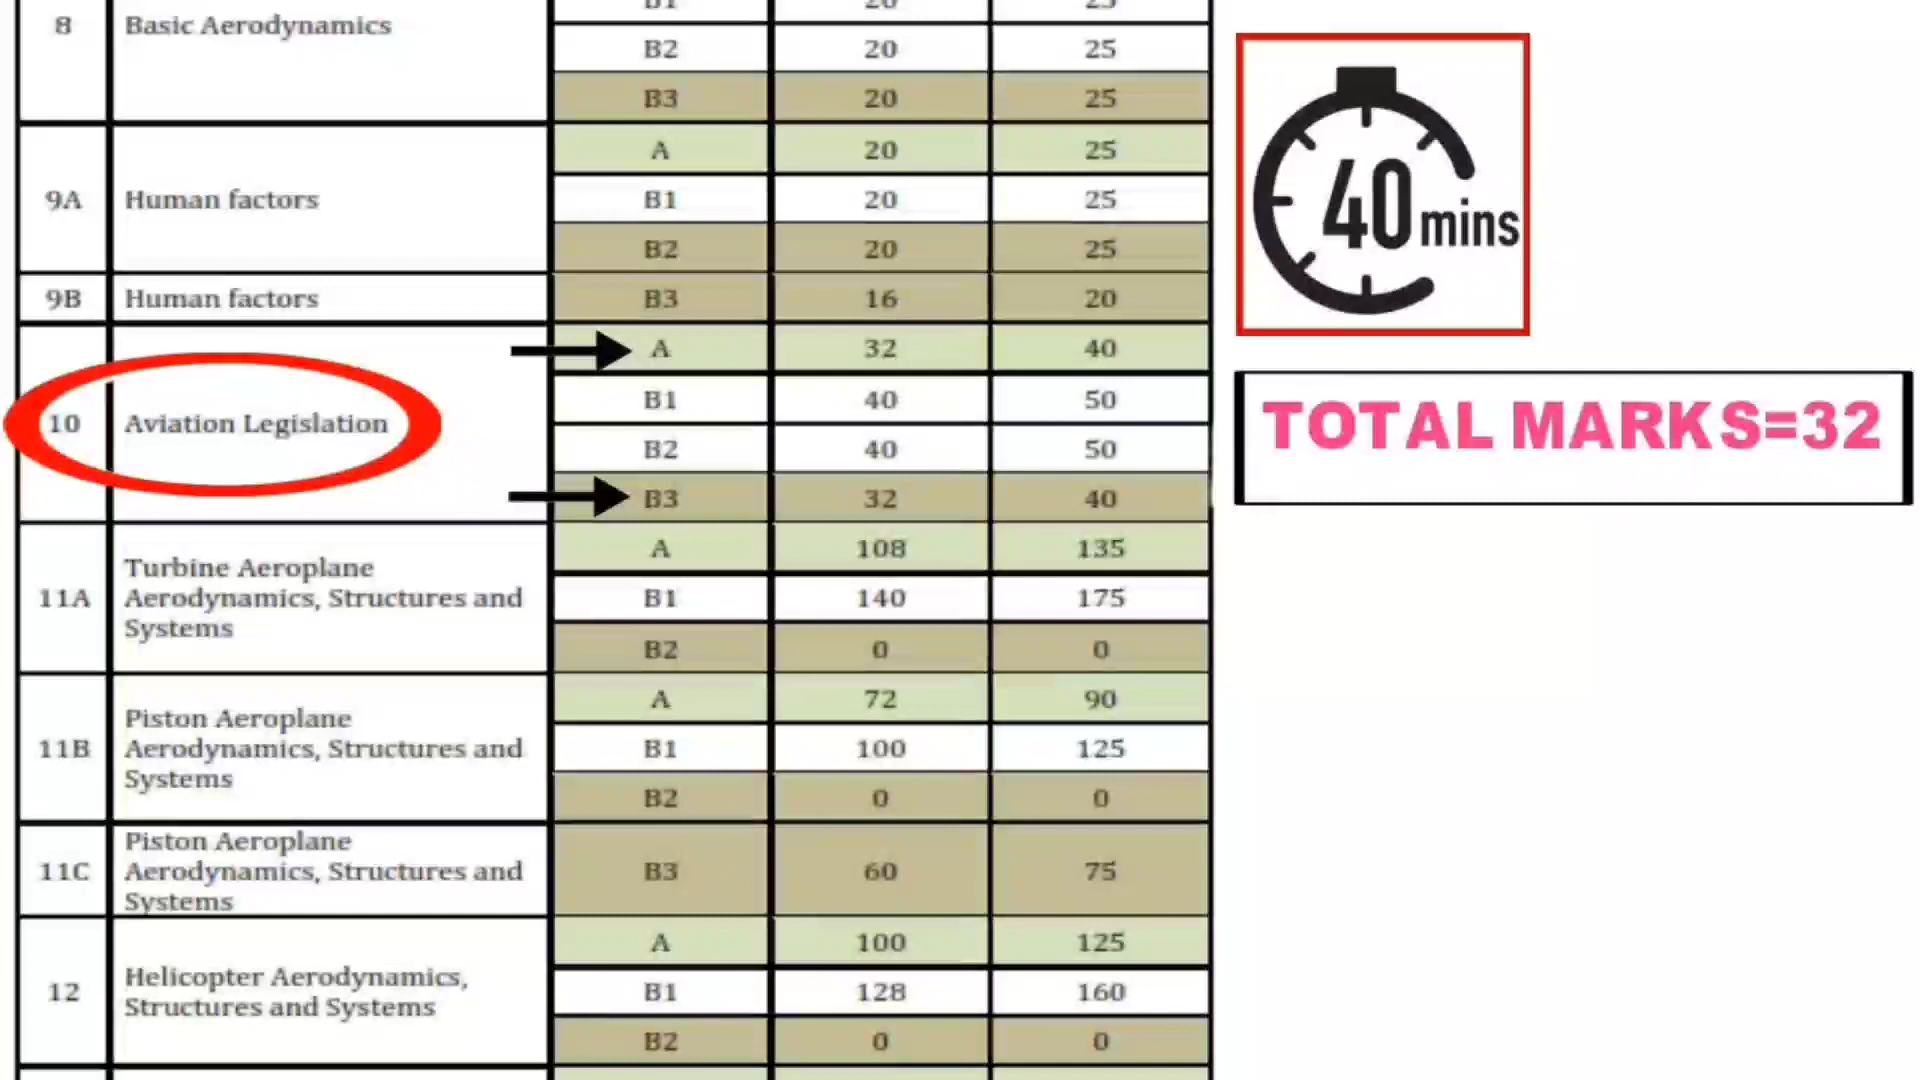 B1 20 25
8 Basic Aerodynamics
B2 20 25
B3 20 25
A 20 25
9A Human factors B1 20 25
B2 20 25
9B Human factors B3 16 20
A 32 40
B1 40 50
10 Aviation Legislation
B2 40 50
B3 32 40
A 108 135
11A Turbine Aeroplane
Aerodynamics, Structures and B1 140 175
Systems
B2 0 0
A 72 90
11B Piston Aeroplane
Aerodynamics, Structures and B1 100 125
Systems
B2 0 0
11C Piston Aeroplane
Aerodynamics, Structures and B3 60 75
Systems
A 100 125
12 Helicopter Aerodynamics,
Structures and Systems B1 128 160
B2 0 0
40 mins
TOTAL MARKS=32